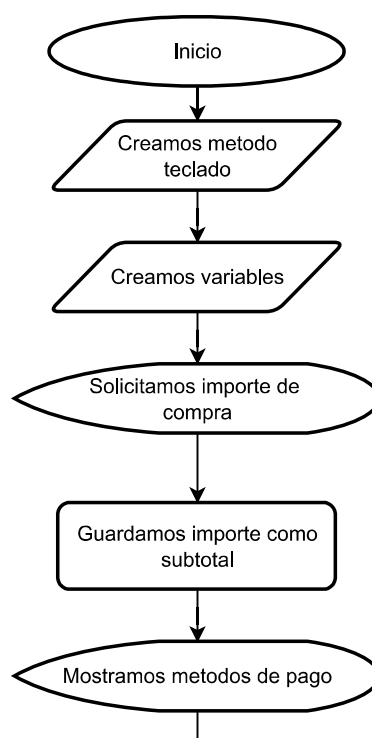 Inicio
Creamos metodo
teclado
Creamos variables
Solicitamos importe de
compra
Guardamos importe como
subtotal
Mostramos metodos de pago